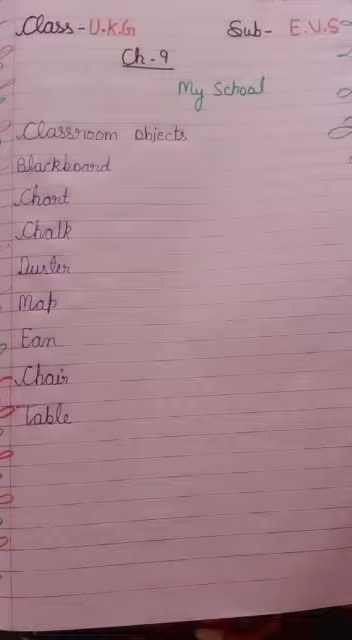 Class - U.K.G Sub - E.V.S
Ch - 9
My School
Classroom objects
Blackboard
Chart
Chalk
Duster
Map
Fan
Chair
Table